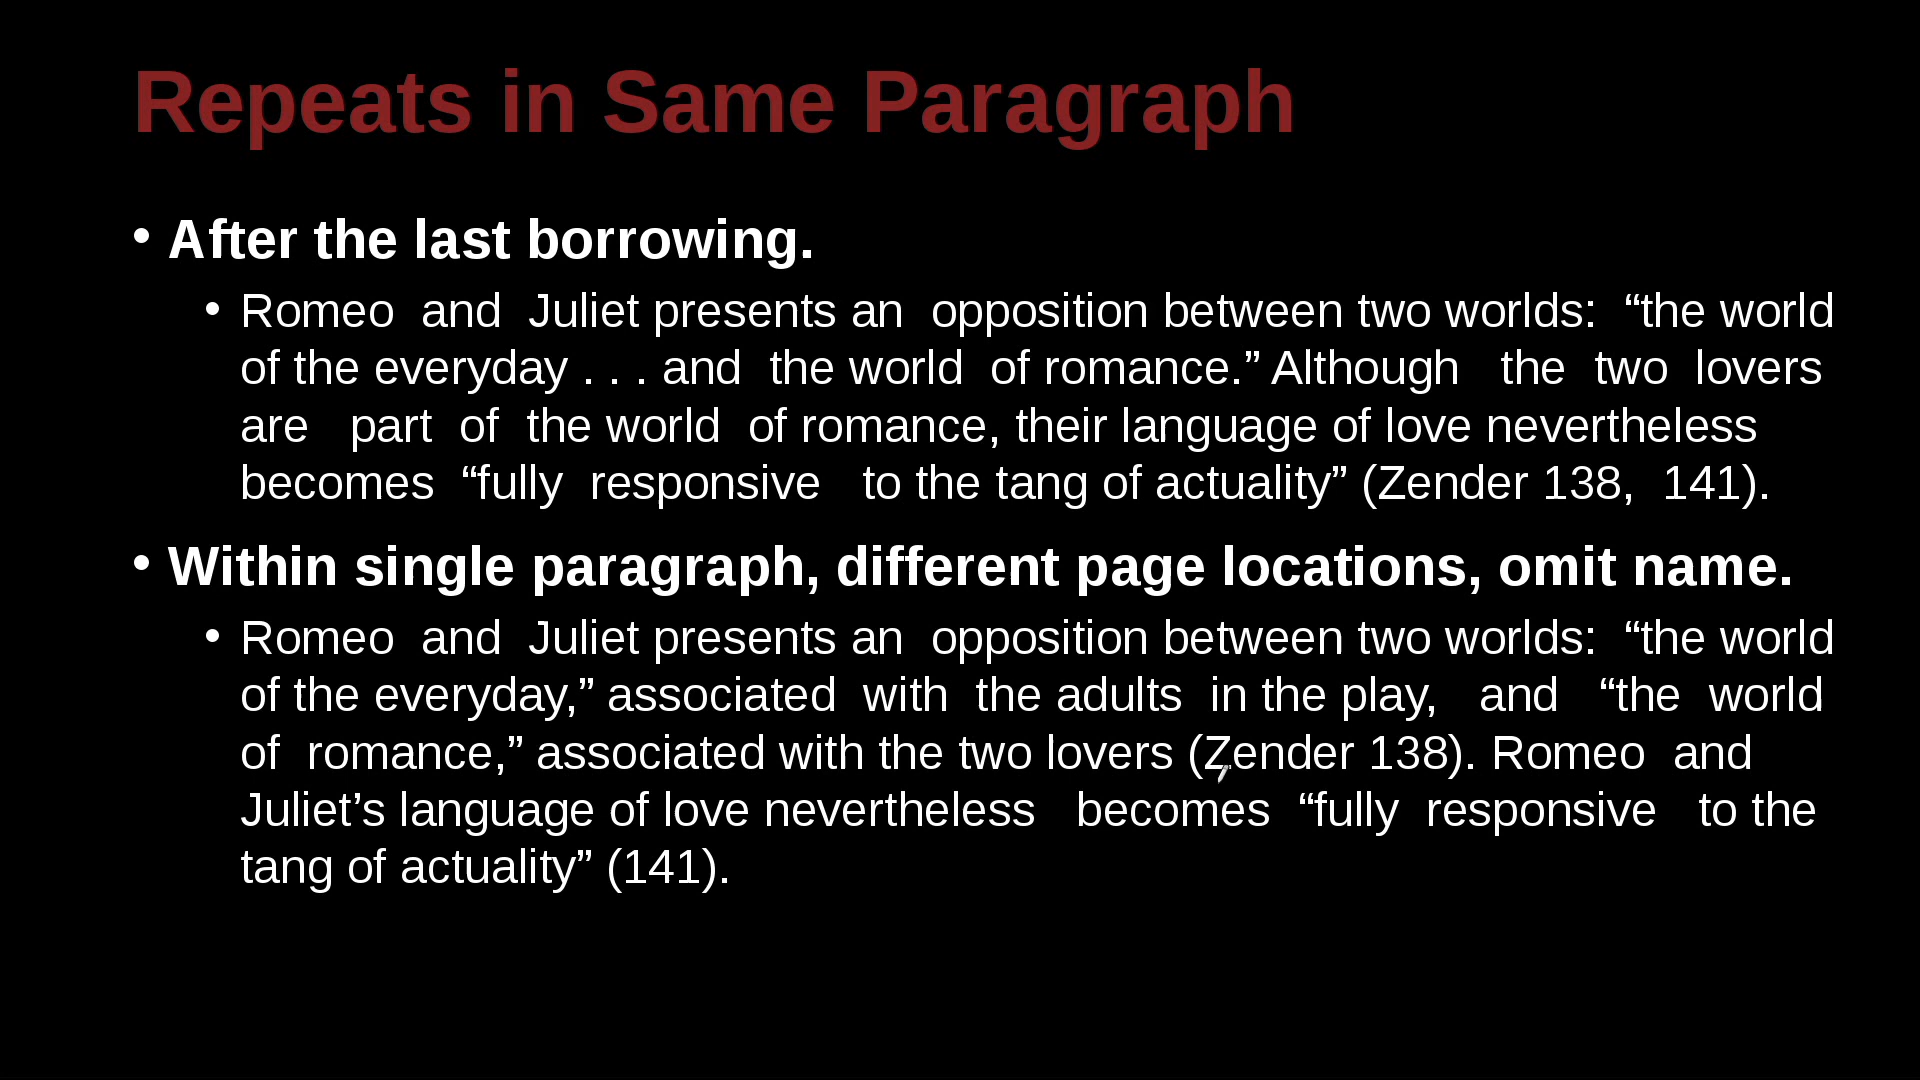 Repeats in Same Paragraph
• After the last borrowing.
• Romeo and Juliet presents an opposition between two worlds: “the world
of the everyday . . . and the world of romance.” Although the two lovers
are part of the world of romance, their language of love nevertheless
becomes “fully responsive to the tang of actuality” (Zender 138, 141).
• Within single paragraph, different page locations, omit name.
• Romeo and Juliet presents an opposition between two worlds: “the world
of the everyday,” associated with the adults in the play, and “the world
of romance,” associated with the two lovers (Zender 138). Romeo and
Juliet’s language of love nevertheless becomes “fully responsive to the
tang of actuality” (141).